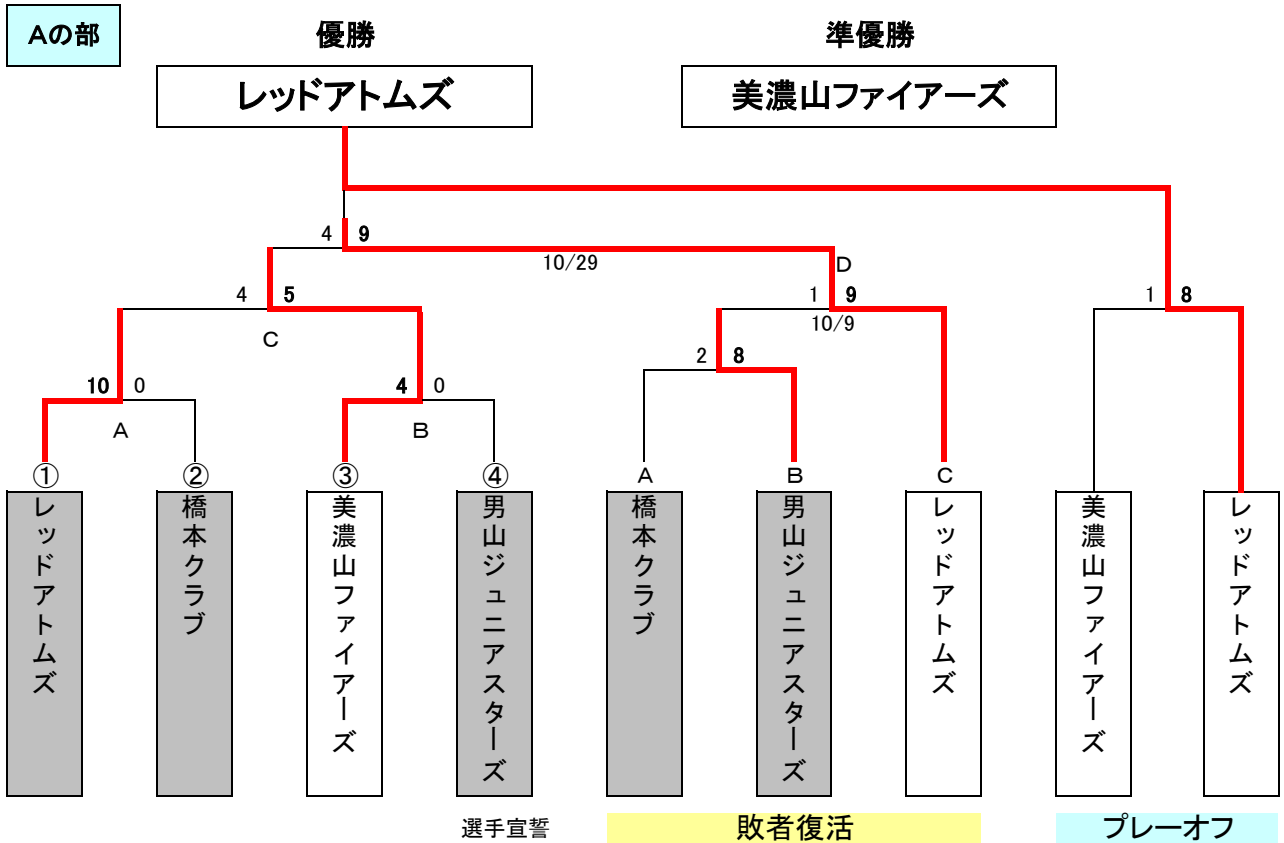 Aの部
優勝
準優勝
レッドアトムズ
美濃山ファイアーズ
4 9
10/29
D
4 5
1 9
1 8
10/9
C
2 8
10 0
4 0
A
B
① ② ③ ④ A B C
レッドアトムズ
橋本クラブ
美濃山ファイアーズ
男山ジュニアスターズ
橋本クラブ
男山ジュニアスターズ
レッドアトムズ
美濃山ファイアーズ
レッドアトムズ
選手宣誓
敗者復活
プレーオフ